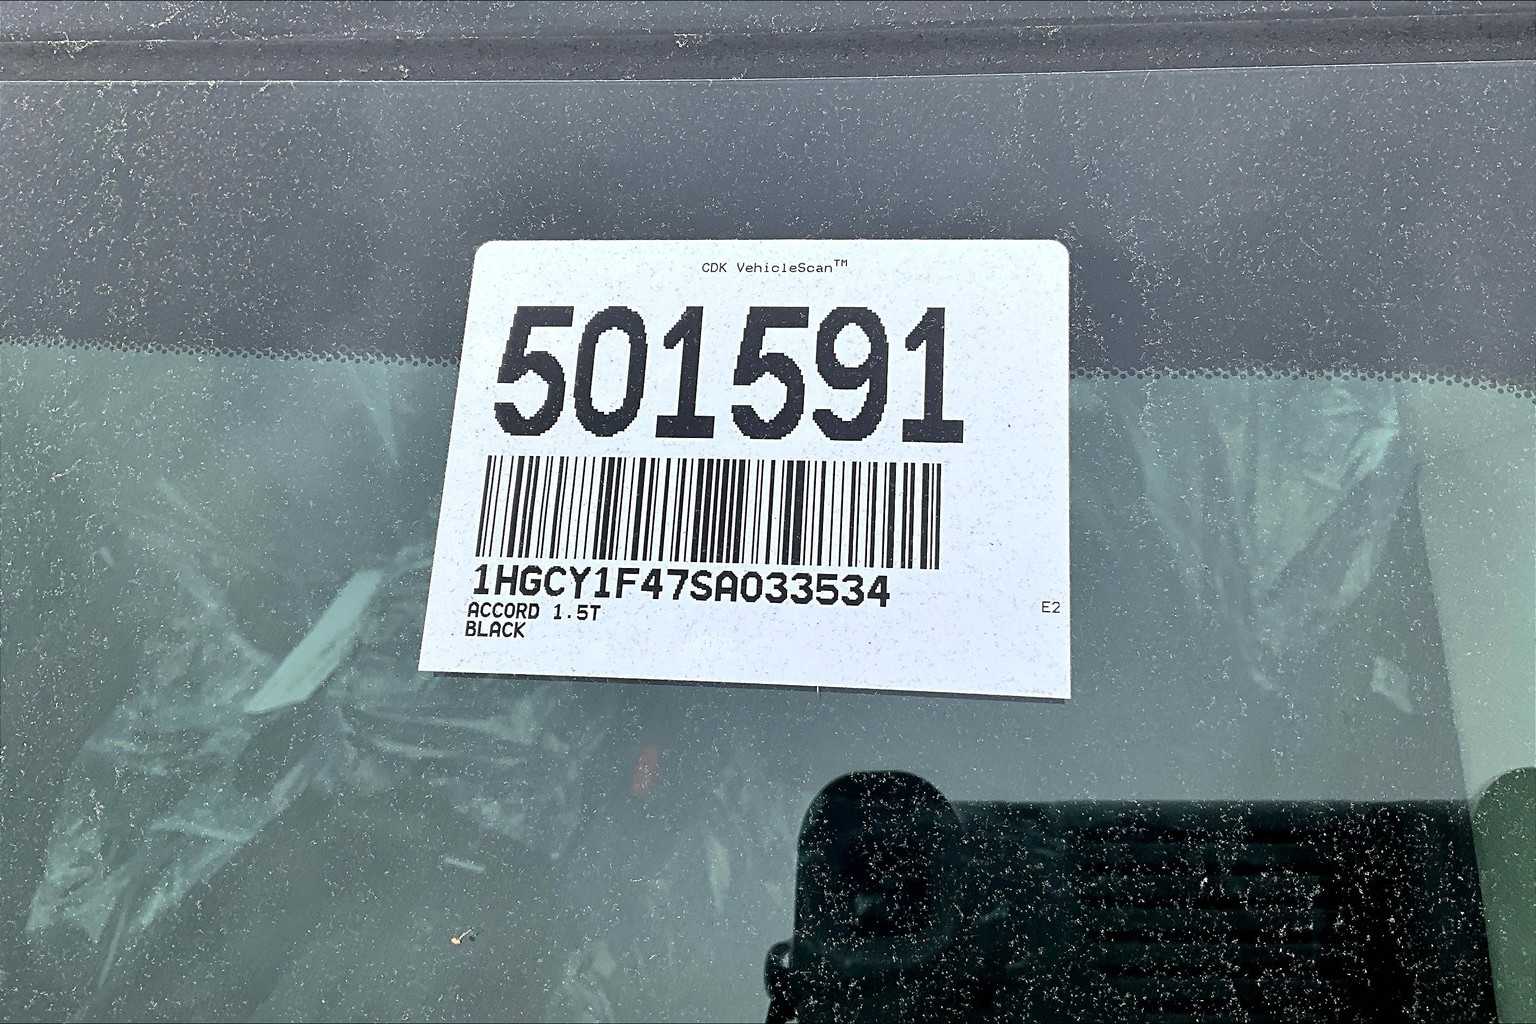 CDK VehicleScan™
501591
1HGCY1F47SA033534
ACCORD 1.5T
BLACK
E2